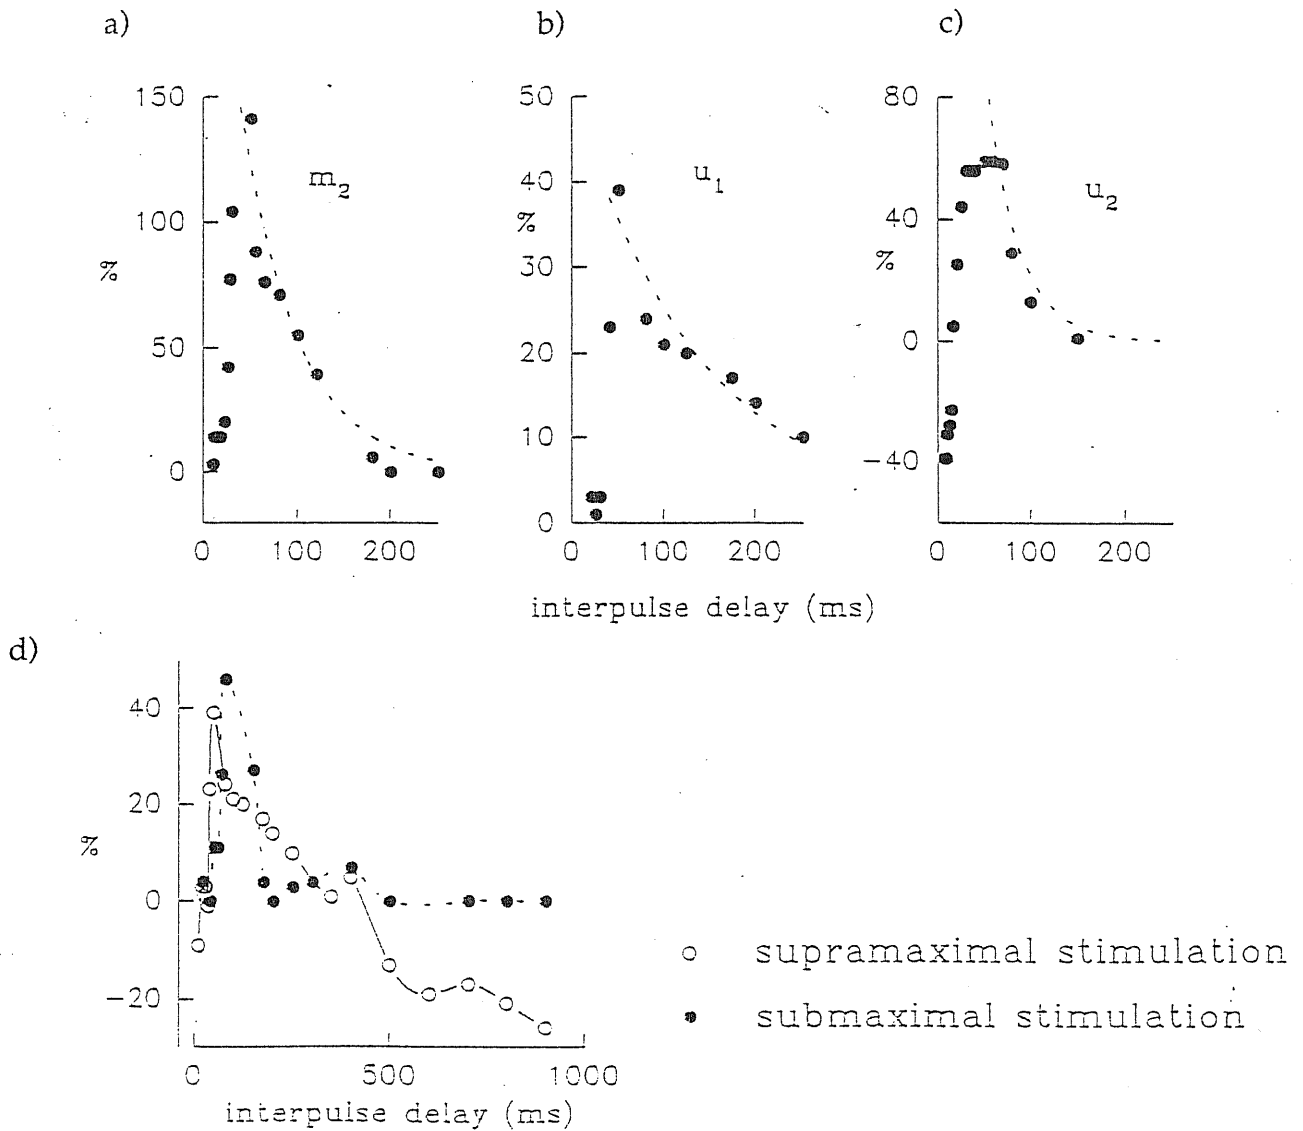 a)
b)
c)
150
100
50
0
%
m2
0 100 200
50
40
30
20
10
0
%
u1
0 100 200
80
40
0
−40
%
u2
0 100 200
interpulse delay (ms)
d)
40
20
0
−20
%
0 500 1000
interpulse delay (ms)
supramaximal stimulation
submaximal stimulation